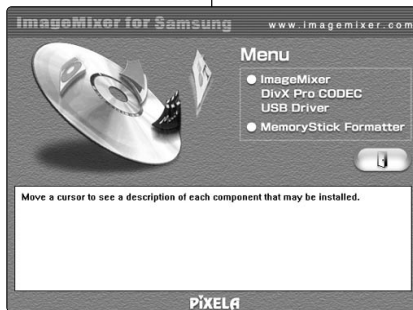 ImageMixer for Samsung
www.imagemixer.com
Menu
ImageMixer
DivX Pro CODEC
USB Driver
MemoryStick Formatter
Move a cursor to see a description of each component that may be installed.
PIXELA